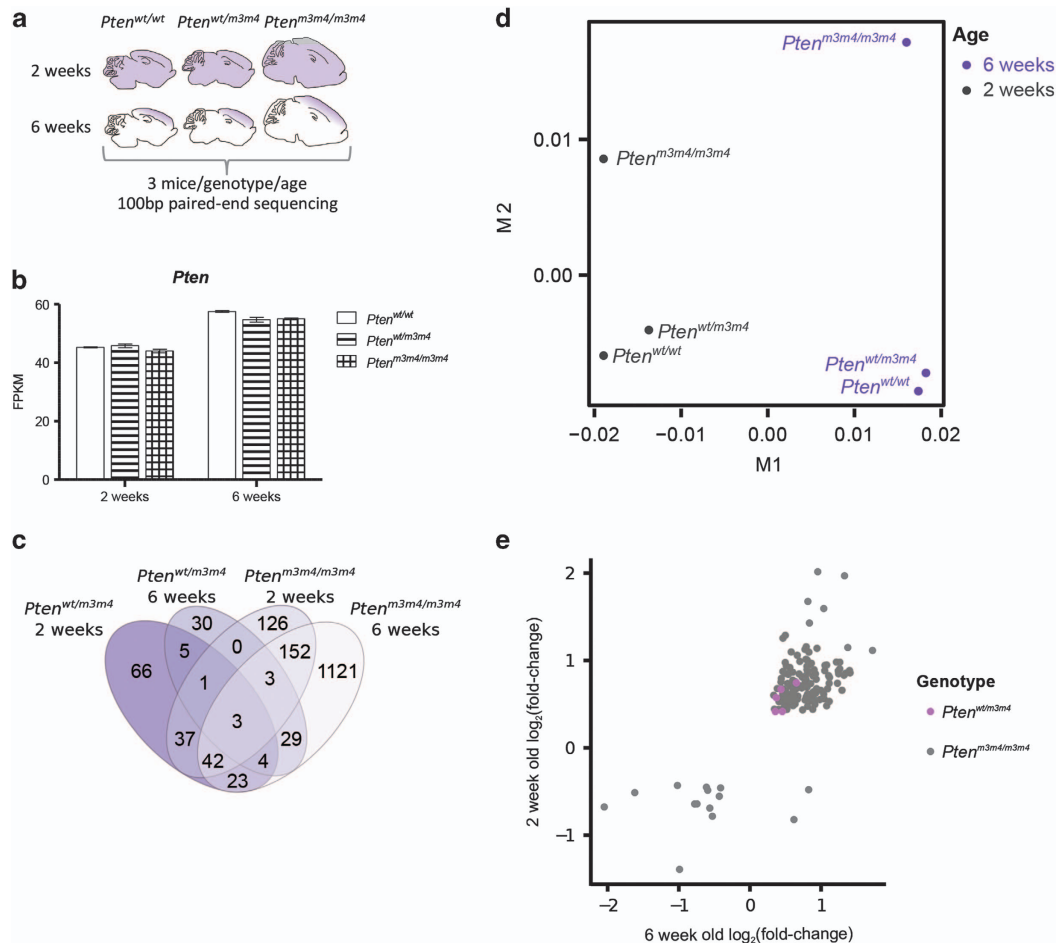 a
Pten^wt/wt Pten^wt/m3m4 Pten^m3m4/m3m4
2 weeks
6 weeks
3 mice/genotype/age
100bp paired-end sequencing
b
Pten
FPKM
60
40
20
0
2 weeks 6 weeks
Pten^wt/wt
Pten^wt/m3m4
Pten^m3m4/m3m4
c
Pten^wt/m3m4
2 weeks
Pten^wt/m3m4
6 weeks
Pten^m3m4/m3m4
2 weeks
Pten^m3m4/m3m4
6 weeks
30 126
5 0 152
66 1 3 1121
3
37 29
42 4
23
d
M2
0.01
0.00
Pten^m3m4/m3m4
Pten^m3m4/m3m4
Pten^wt/m3m4
Pten^wt/wt
Pten^wt/m3m4
Pten^wt/wt
−0.02 −0.01 0.00 0.01 0.02
M1
Age
6 weeks
2 weeks
e
2 week old log₂(fold-change)
2
1
0
−1
−2 −1 0 1
6 week old log₂(fold-change)
Genotype
Pten^wt/m3m4
Pten^m3m4/m3m4